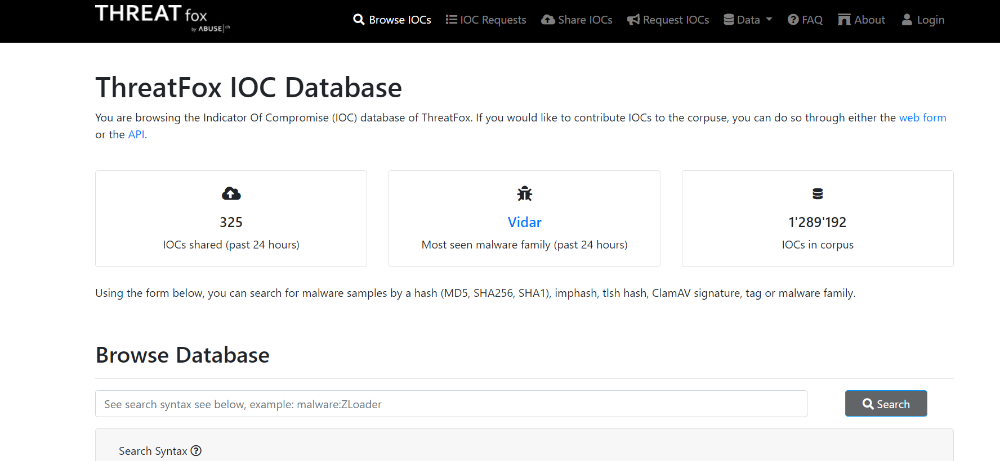 THREAT fox
by ABUSE|ch
Browse IOCs IOC Requests Share IOCs Request IOCs Data FAQ About Login
ThreatFox IOC Database
You are browsing the Indicator Of Compromise (IOC) database of ThreatFox. If you would like to contribute IOCs to the corpuse, you can do so through either the web form
or the API.
325
IOCs shared (past 24 hours)
Vidar
Most seen malware family (past 24 hours)
1'289'192
IOCs in corpus
Using the form below, you can search for malware samples by a hash (MD5, SHA256, SHA1), imphash, tlsh hash, ClamAV signature, tag or malware family.
Browse Database
See search syntax see below, example: malware:ZLoader
Search
Search Syntax